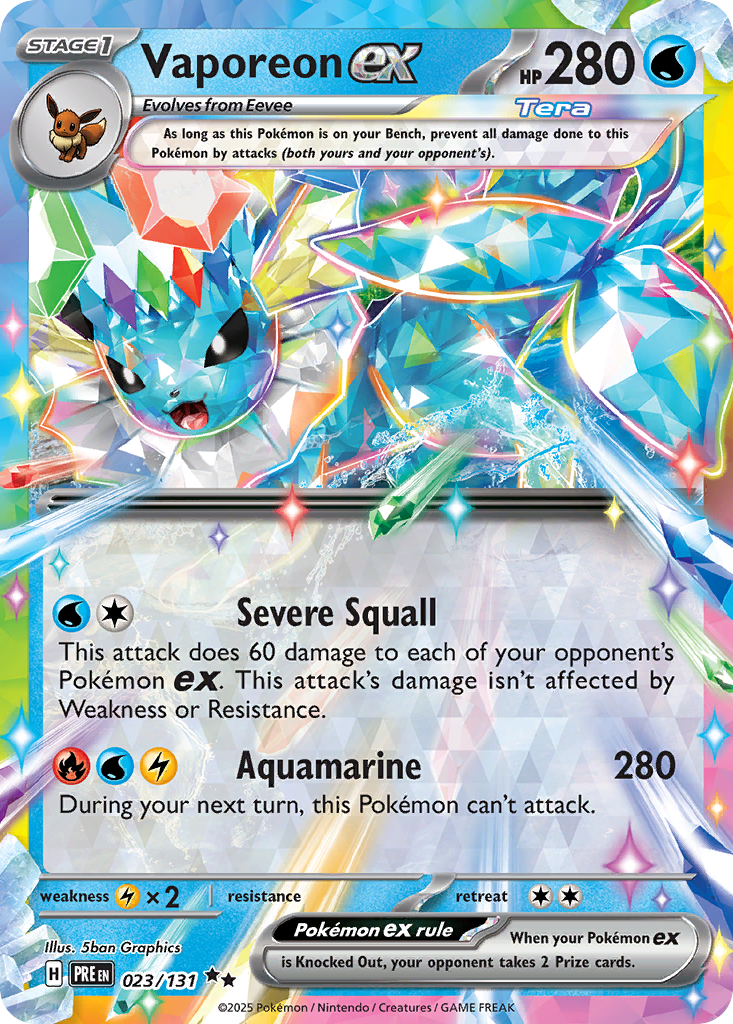 STAGE1
Vaporeon ex
HP 280
Evolves from Eevee
Tera
As long as this Pokémon is on your Bench, prevent all damage done to this
Pokémon by attacks (both yours and your opponent's).
Severe Squall
This attack does 60 damage to each of your opponent's
Pokémon ex. This attack's damage isn't affected by
Weakness or Resistance.
Aquamarine 280
During your next turn, this Pokémon can't attack.
weakness ×2 resistance retreat
Pokémon ex rule
When your Pokémon ex
is Knocked Out, your opponent takes 2 Prize cards.
Illus. 5ban Graphics
H PRE EN 023/131
©2025 Pokémon / Nintendo / Creatures / GAME FREAK